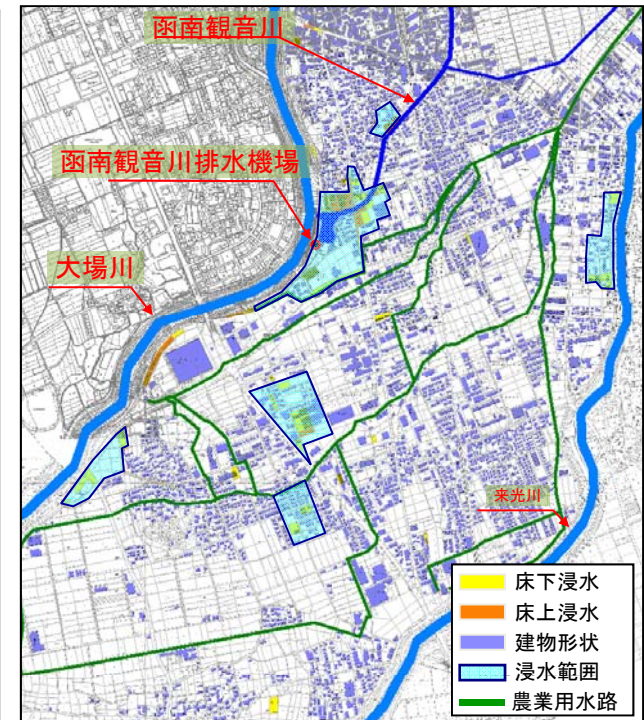 函南観音川
函南観音川排水機場
大場川
来光川
床下浸水
床上浸水
建物形状
浸水範囲
農業用水路